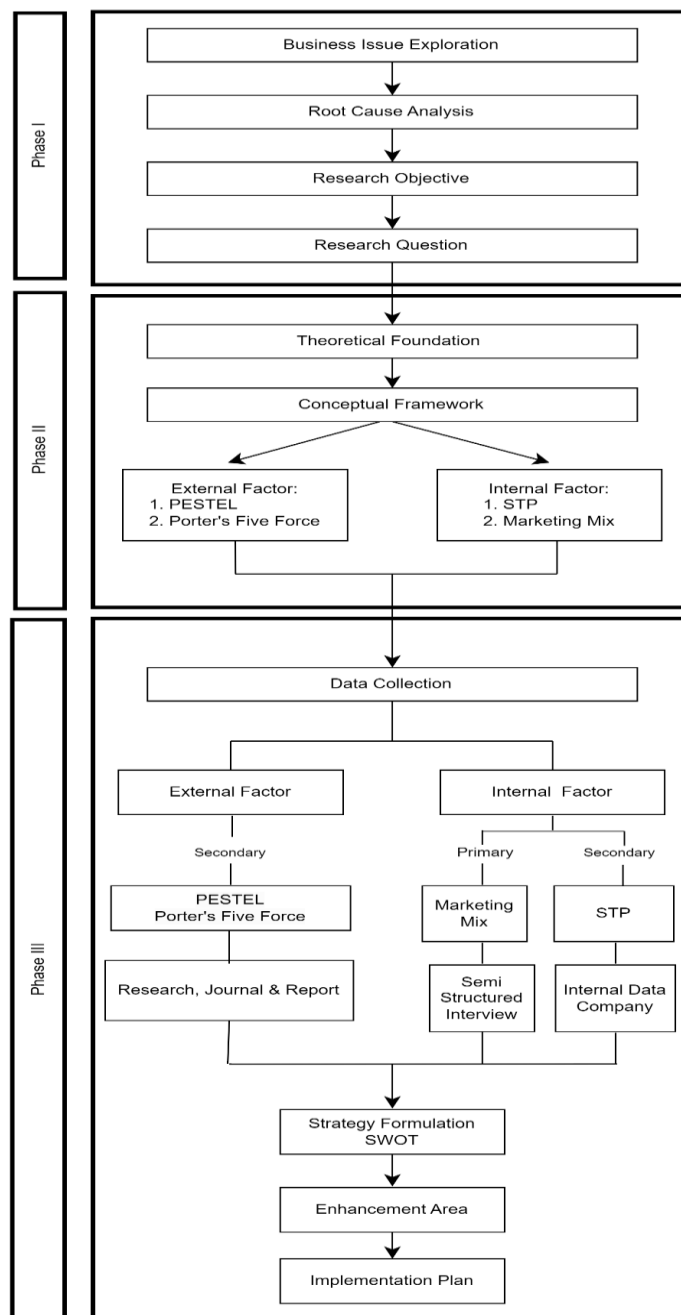 Phase I
Business Issue Exploration
Root Cause Analysis
Research Objective
Research Question
Phase II
Theoretical Foundation
Conceptual Framework
External Factor:
1. PESTEL
2. Porter's Five Force
Internal Factor:
1. STP
2. Marketing Mix
Phase III
Data Collection
External Factor
Internal Factor
Secondary
Primary
Secondary
PESTEL
Porter's Five Force
Marketing
Mix
STP
Research, Journal & Report
Semi
Structured
Interview
Internal Data
Company
Strategy Formulation
SWOT
Enhancement Area
Implementation Plan